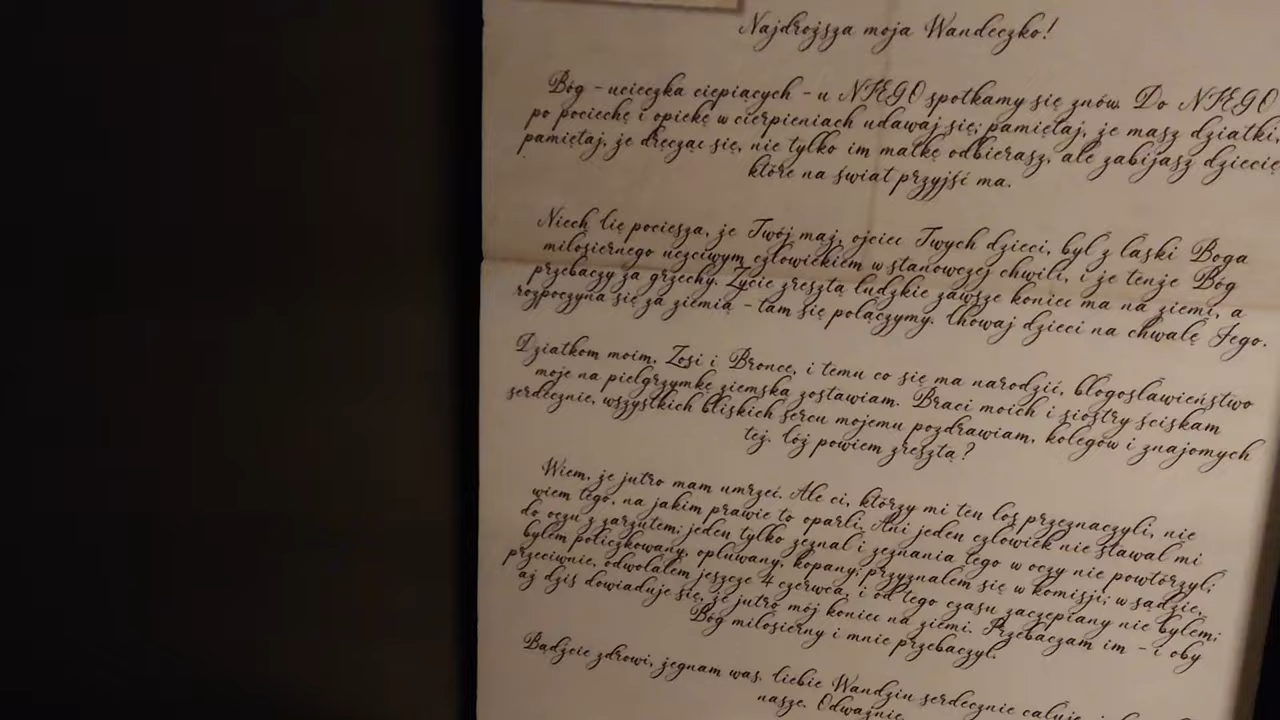 Najdroższa moja Wandeczko!
Bóg - ucieczka cierpiących - u NIEGO spotkamy się znów. Do NIEGO
po pociechę i opiekę w cierpieniach udawaj się; pamiętaj, że masz dziatki,
pamiętaj, że dręcząc się, nie tylko im matkę odbierasz, ale zabijasz dziecię
które na świat przyjść ma.
Niech Cię pociesza, że Twój mąż, ojciec Twych dzieci, był z łaski Boga
miłosiernego uczciwym człowiekiem w stanowczej chwili, i że tenże Bóg
przebaczy za grzechy. Życie zresztą ludzkie zawsze koniec ma na ziemi, a
rozpoczyna się za ziemią - tam się połączymy. Chowaj dzieci na chwałę Jego.
Dziatkom moim, Zosi i Bronce, i temu co się ma narodzić, błogosławieństwo
moje na pielgrzymkę ziemską zostawiam. Braci moich i siostry ściskam
serdecznie, wszystkich bliskich sercu mojemu pozdrawiam, kolegów i znajomych
też. Cóż powiem zresztą?
Wiem, że jutro mam umrzeć. Ale ci, którzy mi ten los przeznaczyli, nie
wiem tego, na jakim prawie to oparli. Ani jeden człowiek nie stawał mi
do oczu z zarzutem; jeden tylko zeznał i zeznania tego w oczy nie powtórzył;
byłem policzkowany, opluwany, kopany; przyznałem się w komisji; w sądzie,
przeciwnie, odwołałem jeszcze 4 czerwca, i od tego czasu zaczepiany nie byłem;
aż dziś dowiaduję się, że jutro mój koniec na ziemi. Przebaczam im - i oby
Bóg miłosierny i mnie przebaczył.
Bądźcie zdrowi, żegnam was. Ciebie Wandziu serdecznie całuję
nasze. Odważnie